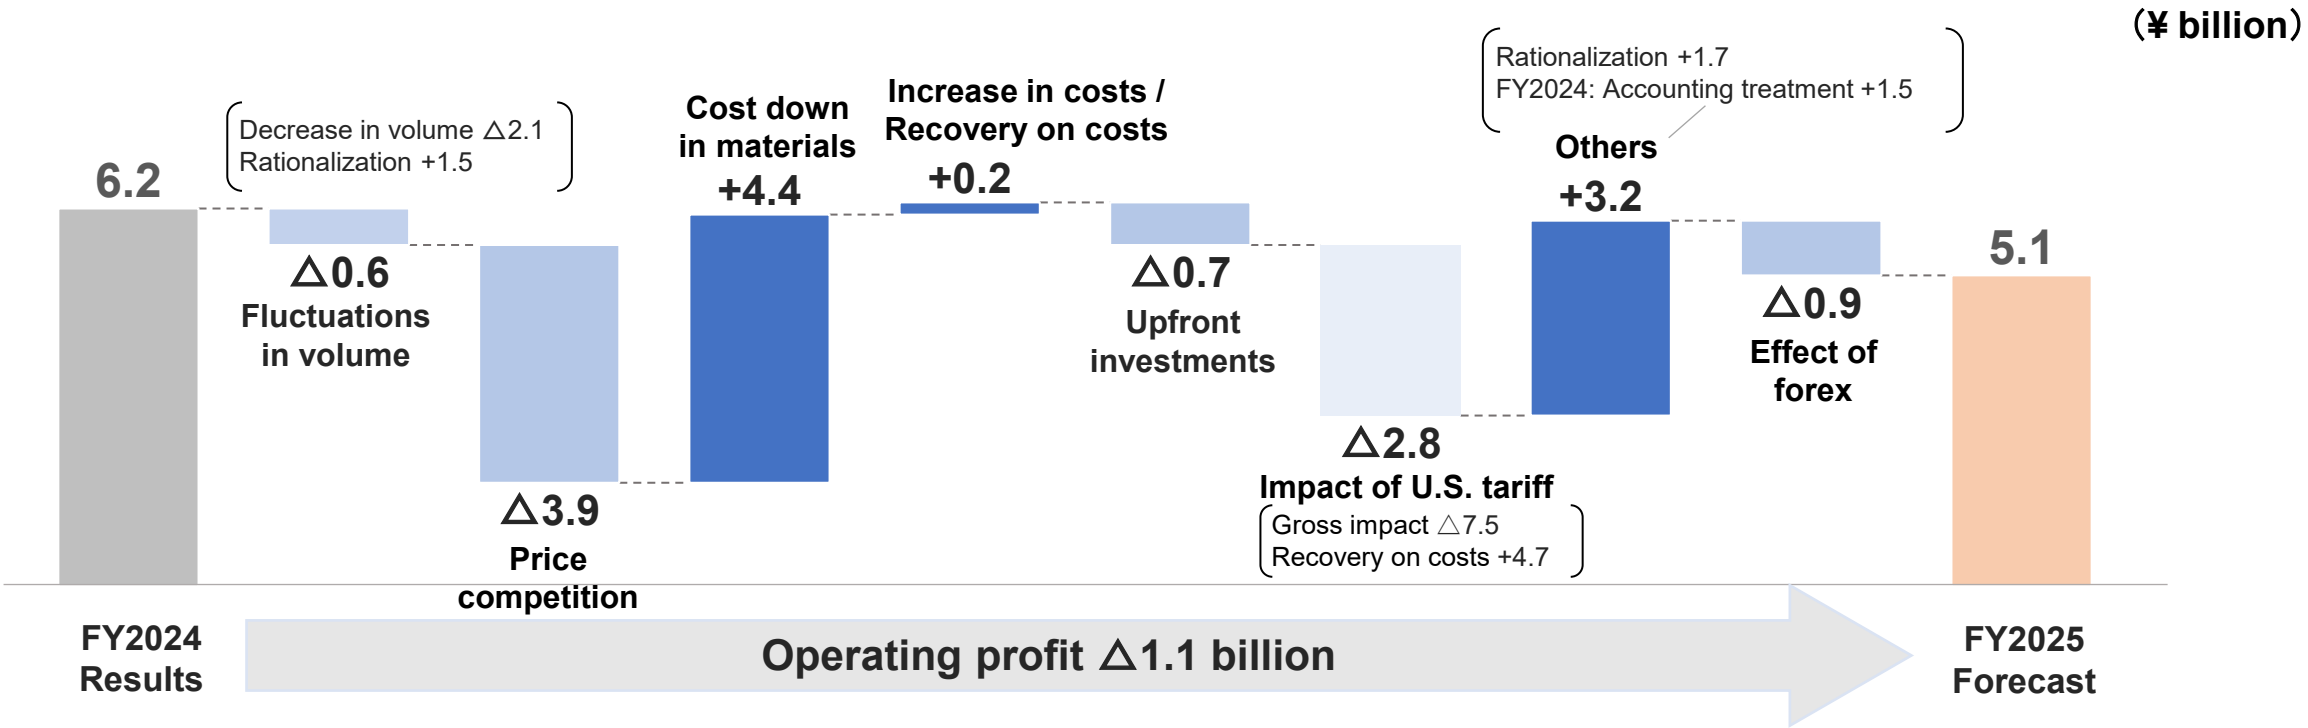 （¥ billion）
Rationalization +1.7
FY2024: Accounting treatment +1.5
Decrease in volume △2.1
Rationalization +1.5
6.2
△0.6
Fluctuations
in volume
△3.9
Price
competition
Cost down
in materials
+4.4
Increase in costs /
Recovery on costs
+0.2
△0.7
Upfront
investments
△2.8
Impact of U.S. tariff
Gross impact △7.5
Recovery on costs +4.7
Others
+3.2
△0.9
Effect of
forex
5.1
FY2024
Results
Operating profit △1.1 billion
FY2025
Forecast